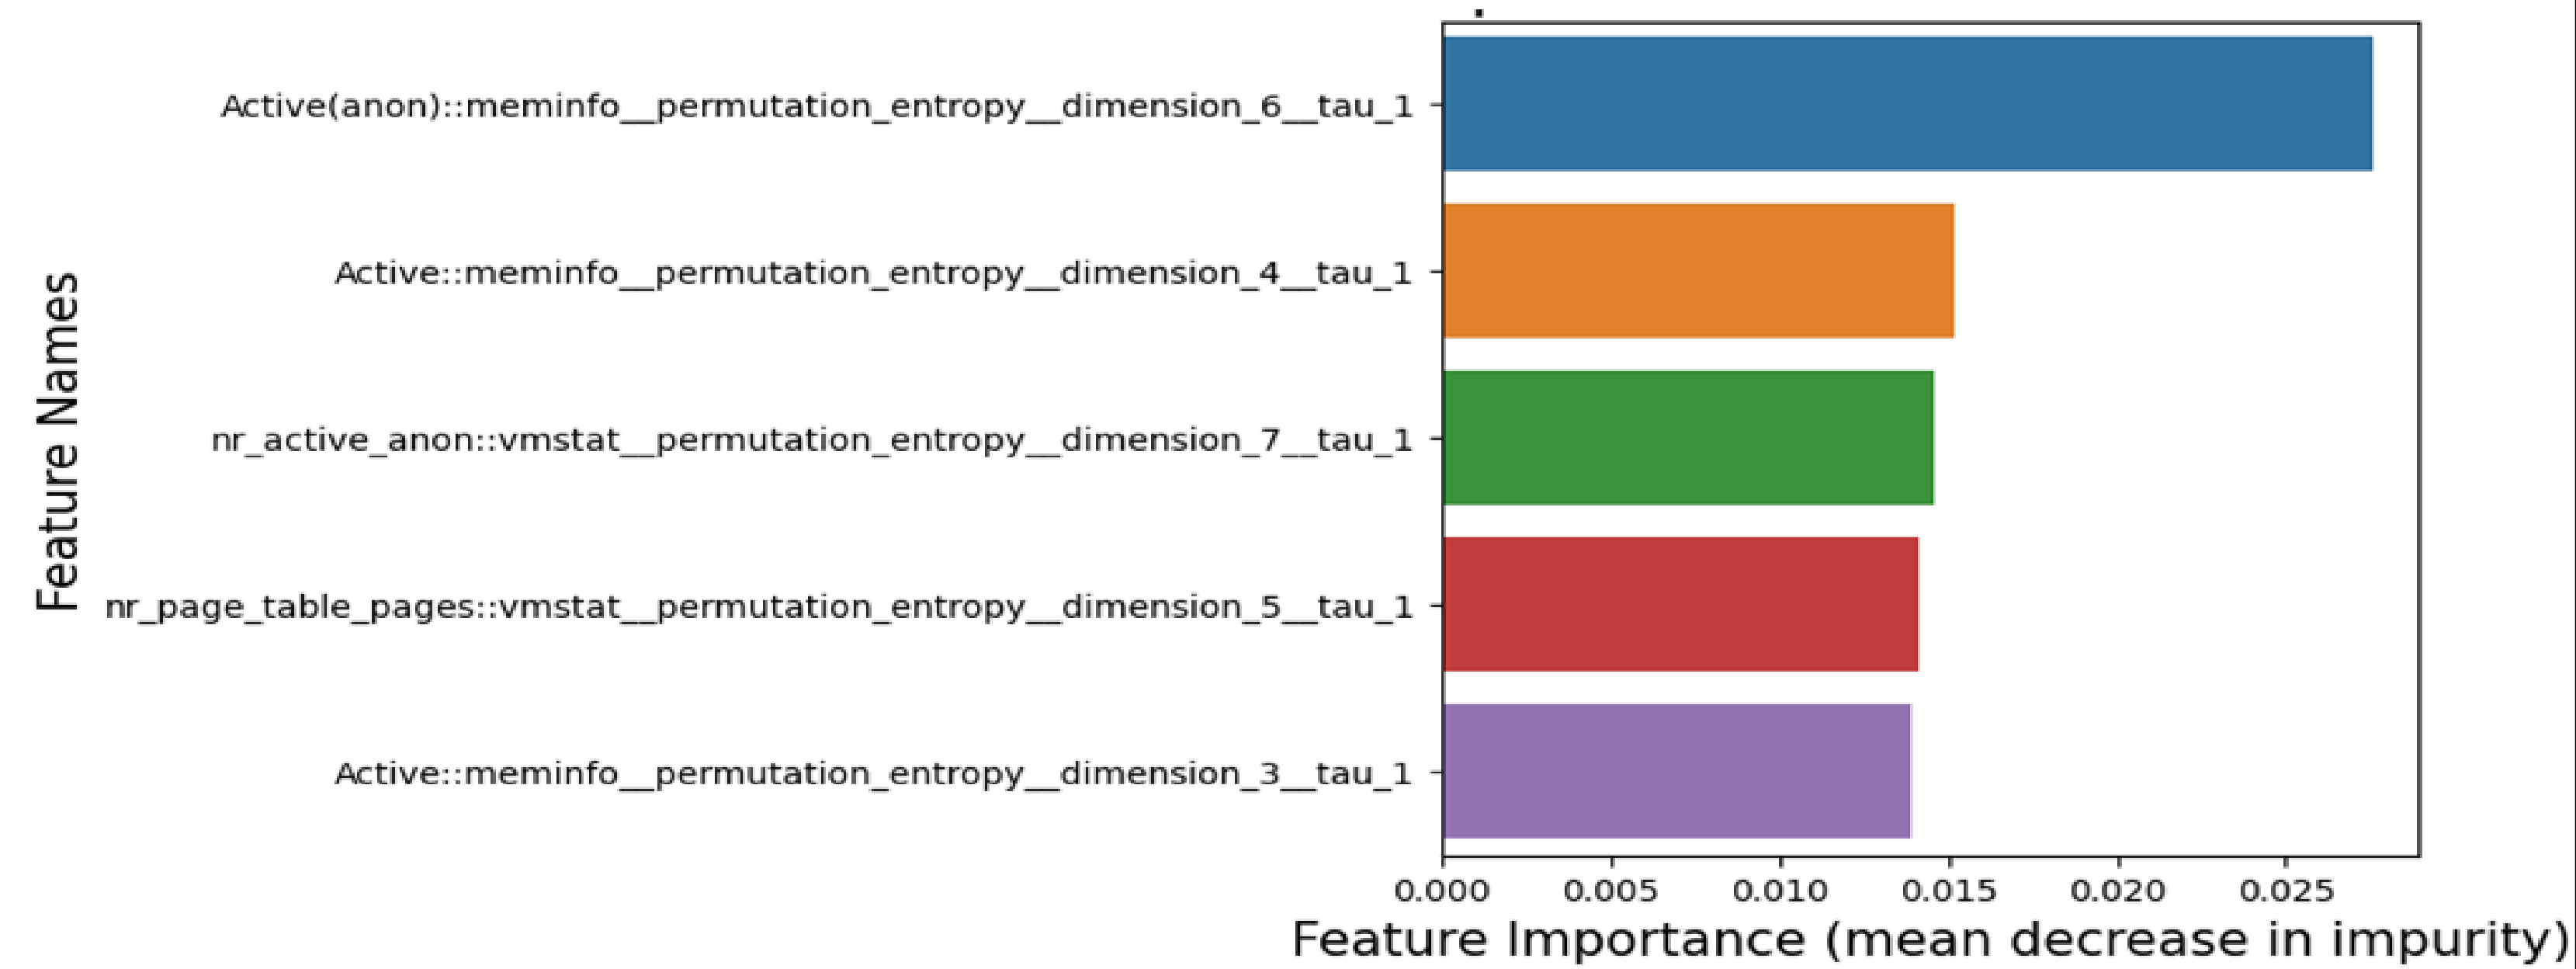 Feature Names
Active(anon)::meminfo__permutation_entropy__dimension_6__tau_1
Active::meminfo__permutation_entropy__dimension_4__tau_1
nr_active_anon::vmstat__permutation_entropy__dimension_7__tau_1
nr_page_table_pages::vmstat__permutation_entropy__dimension_5__tau_1
Active::meminfo__permutation_entropy__dimension_3__tau_1
0.000 0.005 0.010 0.015 0.020 0.025
Feature Importance (mean decrease in impurity)